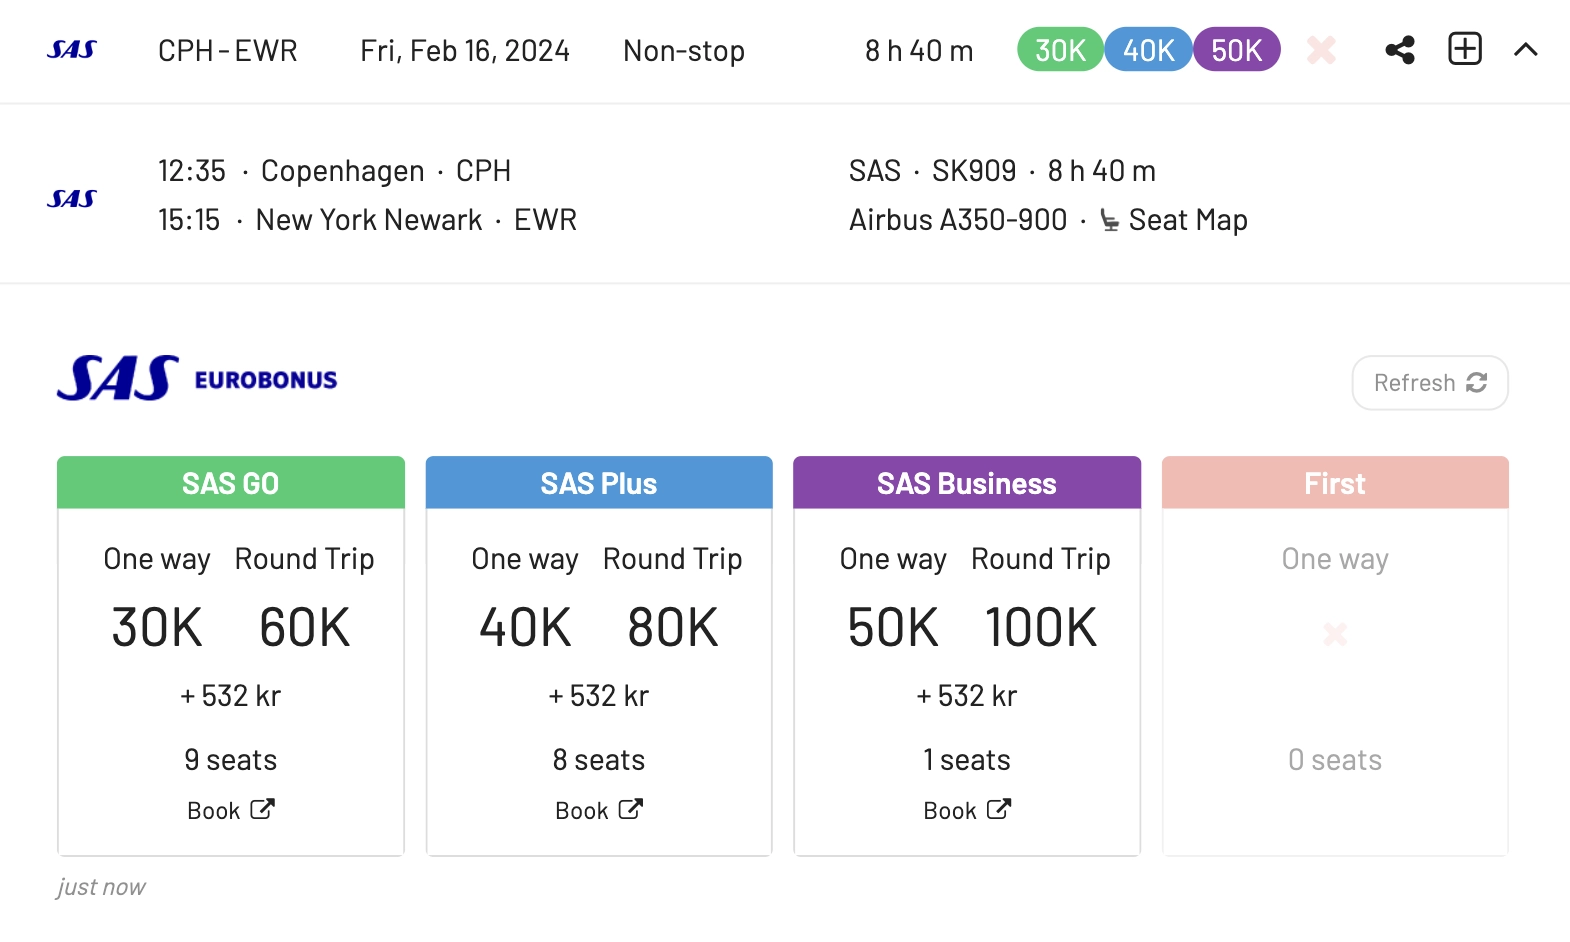 SAS CPH - EWR Fri, Feb 16, 2024 Non-stop 8 h 40 m 30K 40K 50K
12:35 · Copenhagen · CPH SAS · SK909 · 8 h 40 m
SAS
15:15 · New York Newark · EWR Airbus A350-900 · Seat Map
SAS EUROBONUS Refresh
SAS GO SAS Plus SAS Business First
One way Round Trip One way Round Trip One way Round Trip One way
30K 60K 40K 80K 50K 100K
+ 532 kr + 532 kr + 532 kr
9 seats 8 seats 1 seats 0 seats
Book Book Book
just now